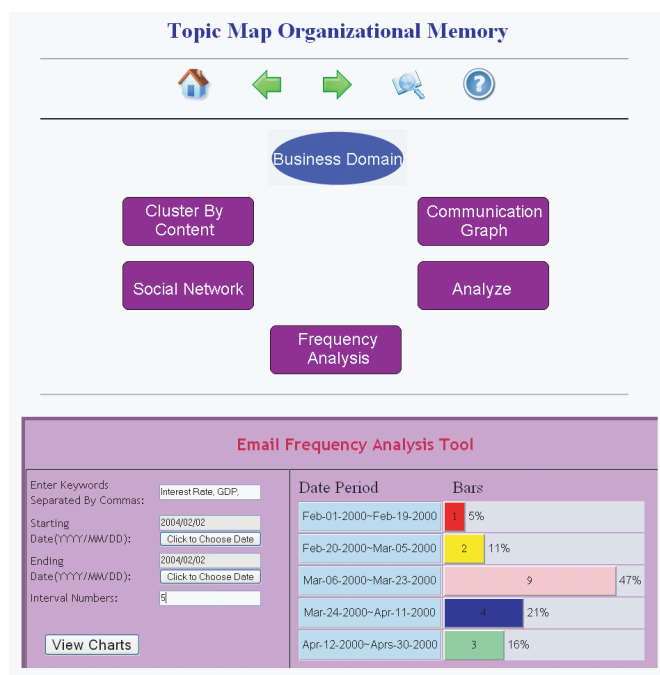 Topic Map Organizational Memory
?
Business Domain
Cluster By
Content
Communication
Graph
Social Network
Analyze
Frequency
Analysis
Email Frequency Analysis Tool
Enter Keywords
Separated By Commas:
Interest Rate, GDP,
Starting
Date(YYYY/MM/DD):
2004/02/02
Click to Choose Date
Ending
Date(YYYY/MM/DD):
2004/02/02
Click to Choose Date
Interval Numbers:
5
View Charts
Date Period Bars
Feb-01-2000~Feb-19-2000 1 5%
Feb-20-2000~Mar-05-2000 2 11%
Mar-06-2000~Mar-23-2000 9 47%
Mar-24-2000~Apr-11-2000 4 21%
Apr-12-2000~Aprs-30-2000 3 16%